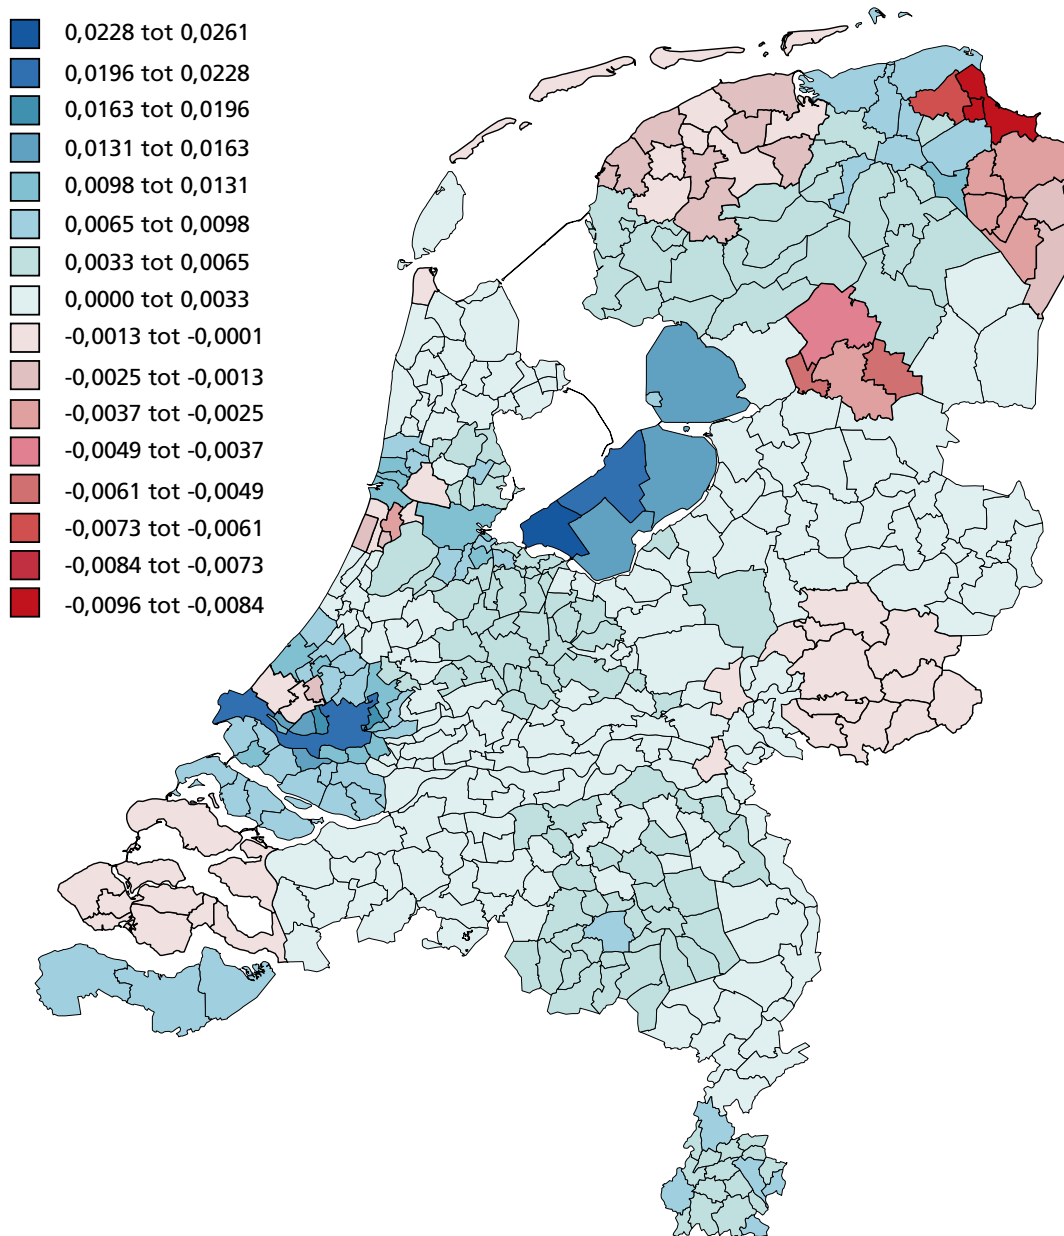 0,0228 tot 0,0261
0,0196 tot 0,0228
0,0163 tot 0,0196
0,0131 tot 0,0163
0,0098 tot 0,0131
0,0065 tot 0,0098
0,0033 tot 0,0065
0,0000 tot 0,0033
-0,0013 tot -0,0001
-0,0025 tot -0,0013
-0,0037 tot -0,0025
-0,0049 tot -0,0037
-0,0061 tot -0,0049
-0,0073 tot -0,0061
-0,0084 tot -0,0073
-0,0096 tot -0,0084